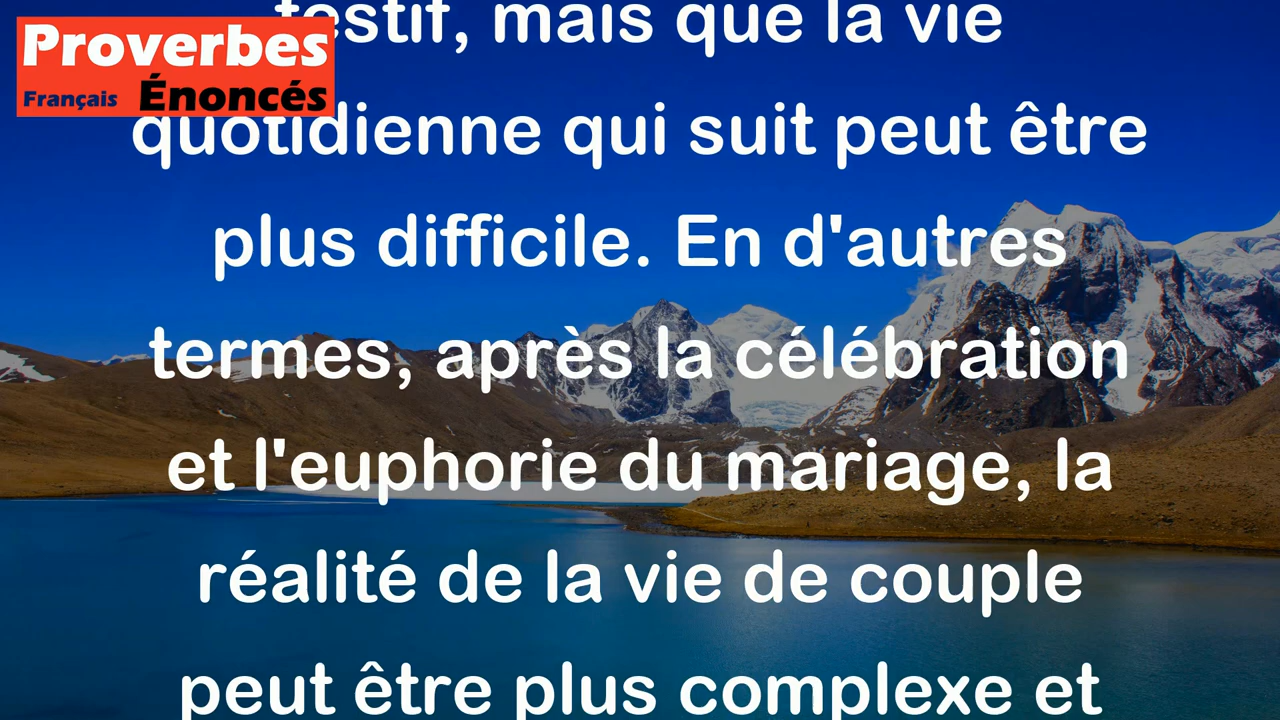 Proverbes
Français Énoncés
festif, mais que la vie
quotidienne qui suit peut être
plus difficile. En d'autres
termes, après la célébration
et l'euphorie du mariage, la
réalité de la vie de couple
peut être plus complexe et